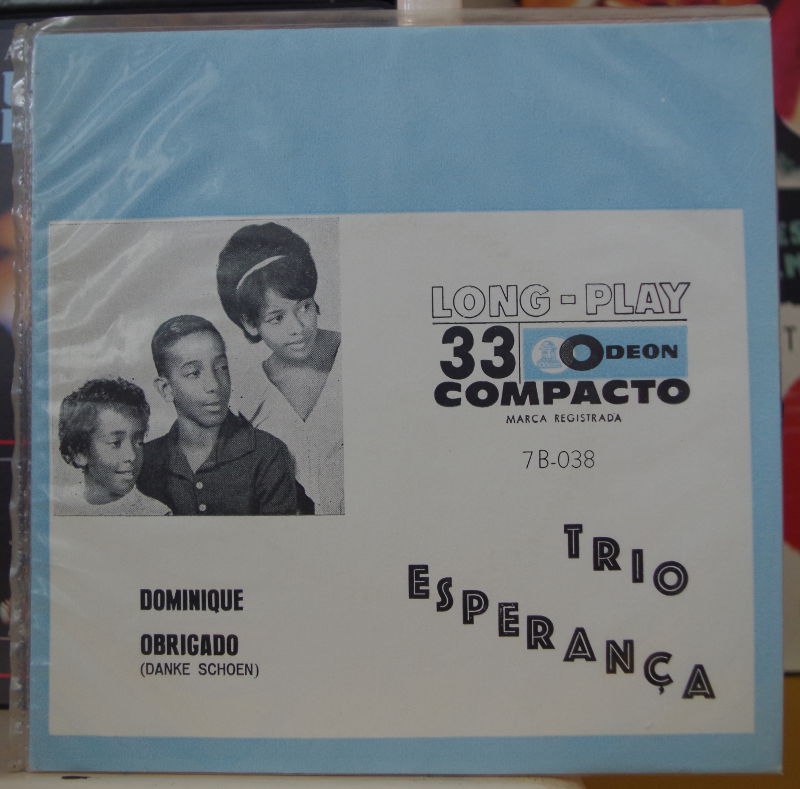 LONG-PLAY
33 ODEON
COMPACTO
MARCA REGISTRADA
7B-038
TRIO
ESPERANÇA
DOMINIQUE
OBRIGADO
(DANKE SCHOEN)